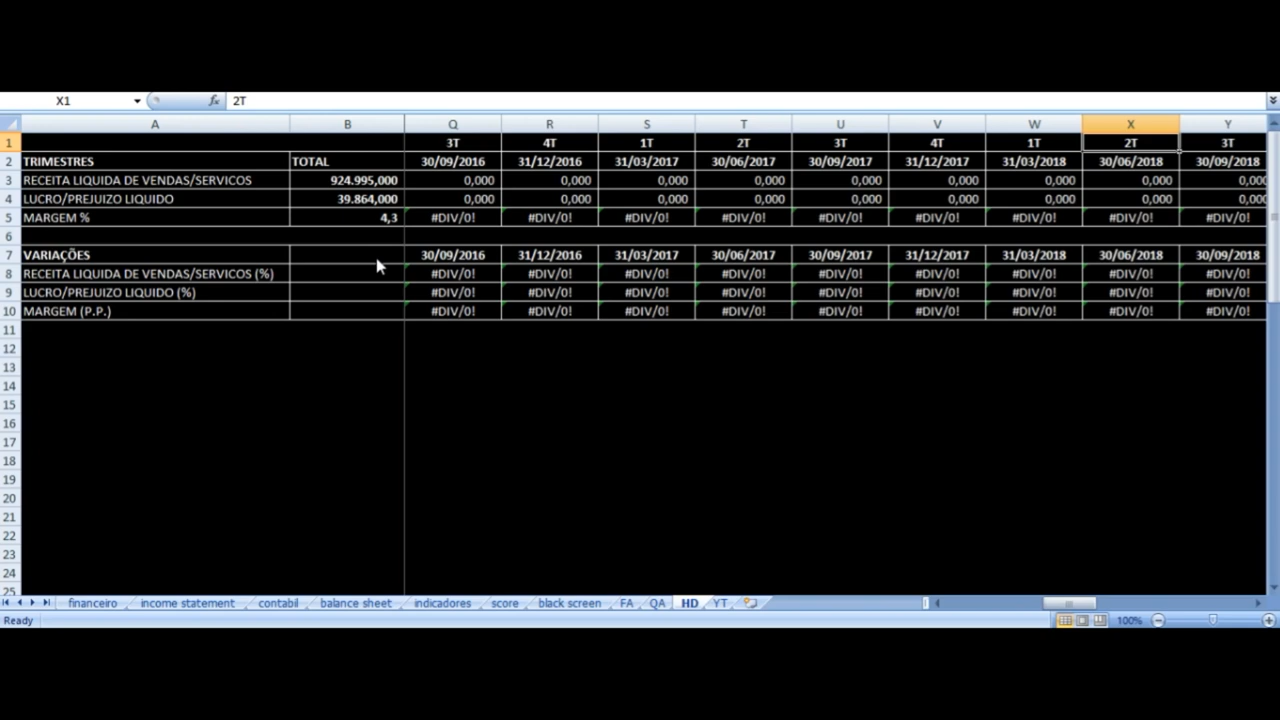 X1 fx 2T
A B Q R S T U V W X Y
1 3T 4T 1T 2T 3T 4T 1T 2T 3T
2 TRIMESTRES TOTAL 30/09/2016 31/12/2016 31/03/2017 30/06/2017 30/09/2017 31/12/2017 31/03/2018 30/06/2018 30/09/2018
3 RECEITA LIQUIDA DE VENDAS/SERVICOS 924.995,000 0,000 0,000 0,000 0,000 0,000 0,000 0,000 0,000 0,000
4 LUCRO/PREJUIZO LIQUIDO 39.864,000 0,000 0,000 0,000 0,000 0,000 0,000 0,000 0,000 0,000
5 MARGEM % 4,3 #DIV/0! #DIV/0! #DIV/0! #DIV/0! #DIV/0! #DIV/0! #DIV/0! #DIV/0! #DIV/0!
6
7 VARIAÇÕES 30/09/2016 31/12/2016 31/03/2017 30/06/2017 30/09/2017 31/12/2017 31/03/2018 30/06/2018 30/09/2018
8 RECEITA LIQUIDA DE VENDAS/SERVICOS (%) #DIV/0! #DIV/0! #DIV/0! #DIV/0! #DIV/0! #DIV/0! #DIV/0! #DIV/0! #DIV/0!
9 LUCRO/PREJUIZO LIQUIDO (%) #DIV/0! #DIV/0! #DIV/0! #DIV/0! #DIV/0! #DIV/0! #DIV/0! #DIV/0! #DIV/0!
10 MARGEM (P.P.) #DIV/0! #DIV/0! #DIV/0! #DIV/0! #DIV/0! #DIV/0! #DIV/0! #DIV/0! #DIV/0!
11
12
13
14
15
16
17
18
19
20
21
22
23
24
25
financeiro income statement contabil balance sheet indicadores score black screen FA QA HD YT
Ready 100%